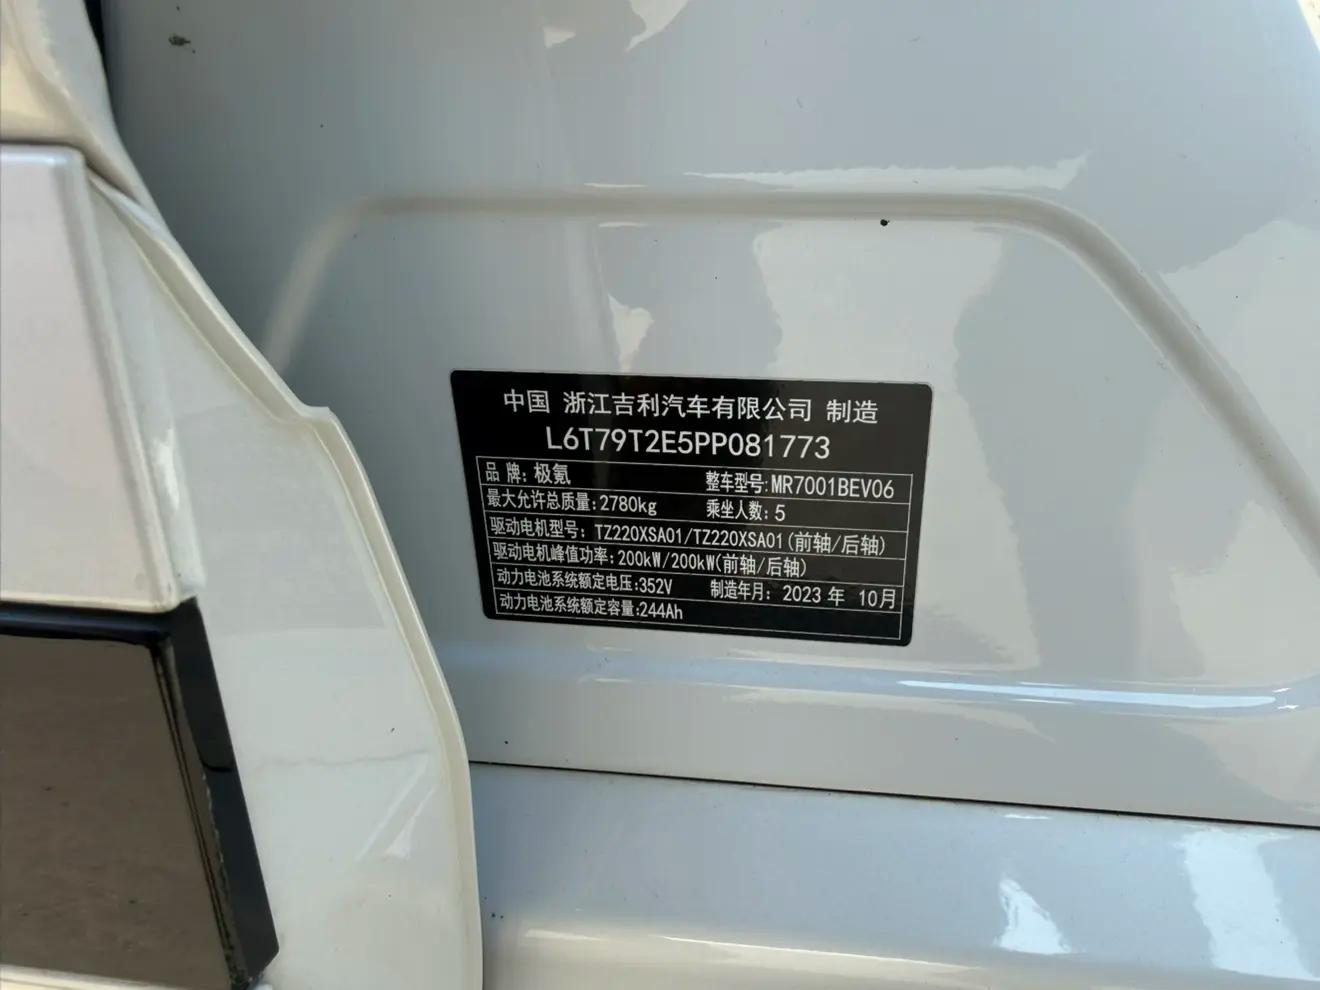 中国 浙江吉利汽车有限公司 制造
L6T79T2E5PP081773
品 牌: 极氪 整车型号:MR7001BEV06
最大允许总质量:2780kg 乘坐人数: 5
驱动电机型号: TZ220XSA01/TZ220XSA01(前轴/后轴)
驱动电机峰值功率:200kW/200kW(前轴/后轴)
动力电池系统额定电压:352V 制造年月: 2023 年 10月
动力电池系统额定容量:244Ah